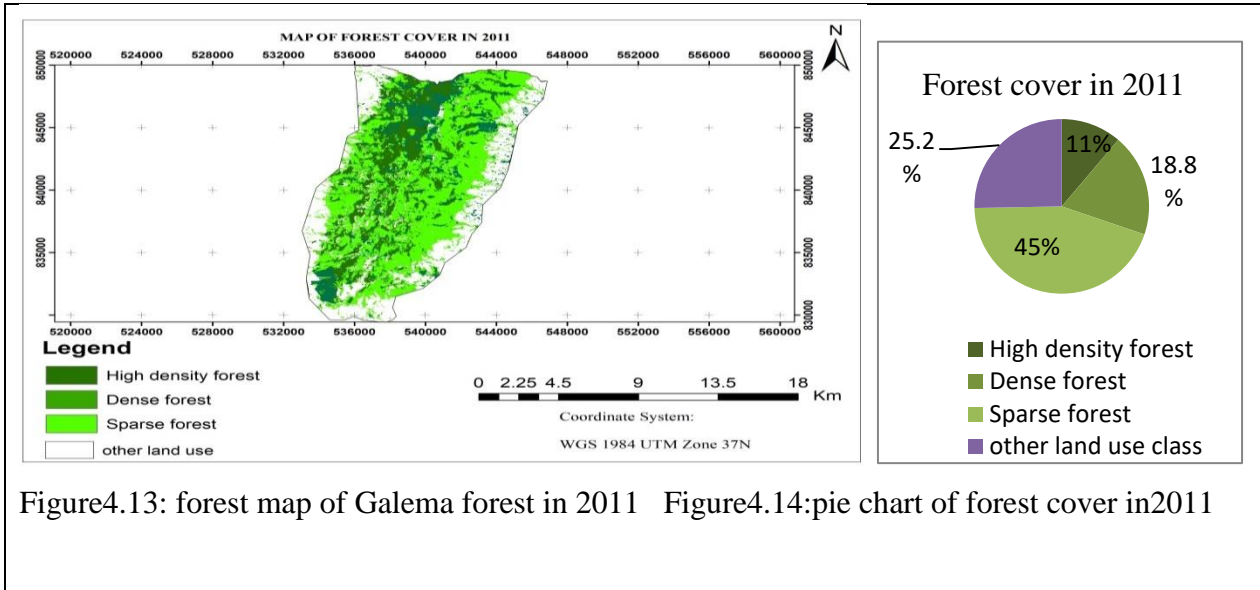 MAP OF FOREST COVER IN 2011
N
520000 524000 528000 532000 536000 540000 544000 548000 552000 556000 560000
850000 850000
845000 845000
840000 840000
835000 835000
830000
520000 524000 528000 532000 536000 540000 544000 548000 552000 556000 560000
Legend
High density forest
Dense forest
Sparse forest
other land use
0 2.25 4.5 9 13.5 18
Km
Coordinate System:
WGS 1984 UTM Zone 37N
Forest cover in 2011
11%
18.8
%
45%
25.2
%
High density forest
Dense forest
Sparse forest
other land use class
Figure4.13: forest map of Galema forest in 2011 Figure4.14:pie chart of forest cover in2011